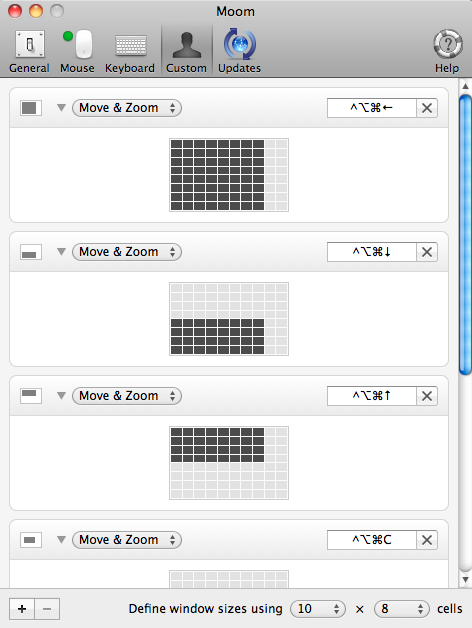 Moom
General Mouse Keyboard Custom Updates Help
Move & Zoom ^⌥⌘←
Move & Zoom ^⌥⌘↓
Move & Zoom ^⌥⌘↑
Move & Zoom ^⌥⌘C
Define window sizes using 10 × 8 cells